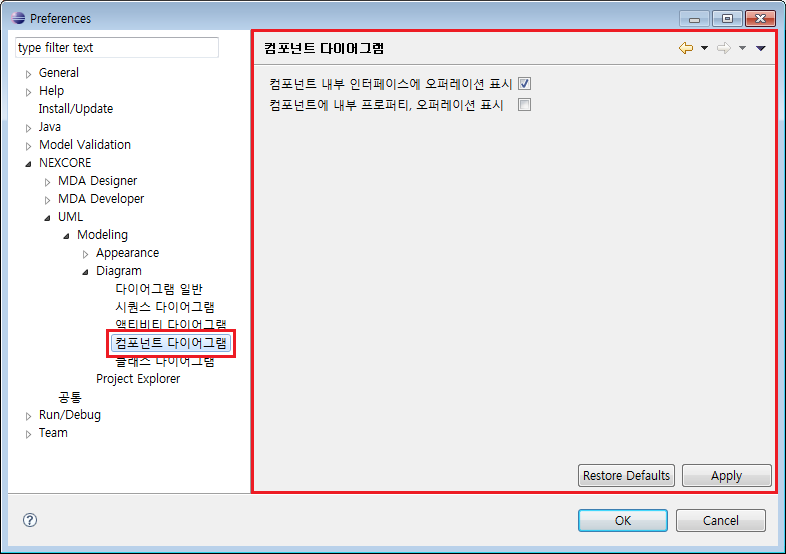 Preferences
type filter text
General
Help
Install/Update
Java
Model Validation
NEXCORE
MDA Designer
MDA Developer
UML
Modeling
Appearance
Diagram
다이어그램 일반
시퀀스 다이어그램
액티비티 다이어그램
컴포넌트 다이어그램
클래스 다이어그램
Project Explorer
공통
Run/Debug
Team
컴포넌트 다이어그램
컴포넌트 내부 인터페이스에 오퍼레이션 표시
컴포넌트에 내부 프로퍼티, 오퍼레이션 표시
Restore Defaults Apply
OK Cancel